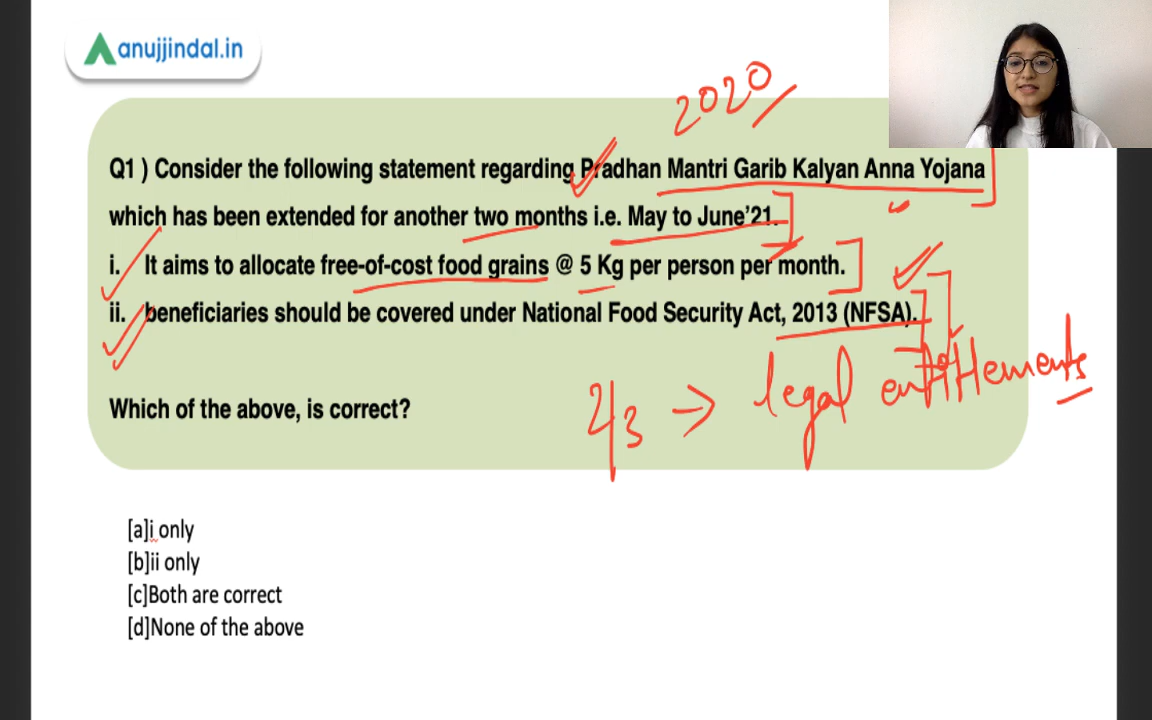 anujjindal.in
2020
Q1 ) Consider the following statement regarding Pradhan Mantri Garib Kalyan Anna Yojana
which has been extended for another two months i.e. May to June'21.
i. It aims to allocate free-of-cost food grains @ 5 Kg per person per month.
ii. beneficiaries should be covered under National Food Security Act, 2013 (NFSA).
2/3 → legal entitlements
Which of the above, is correct?
[a]i only
[b]ii only
[c]Both are correct
[d]None of the above